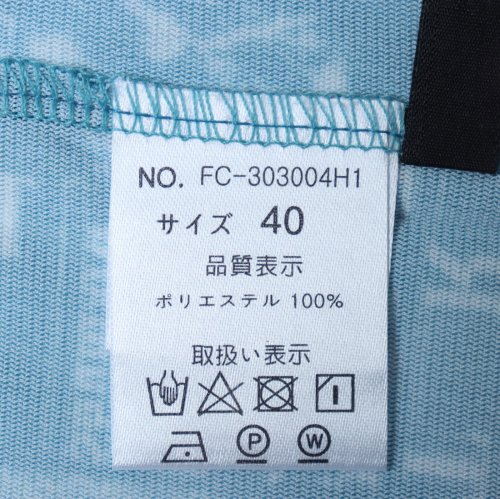 NO. FC-303004H1
サイズ 40
品質表示
ポリエステル 100%
取扱い表示
P W